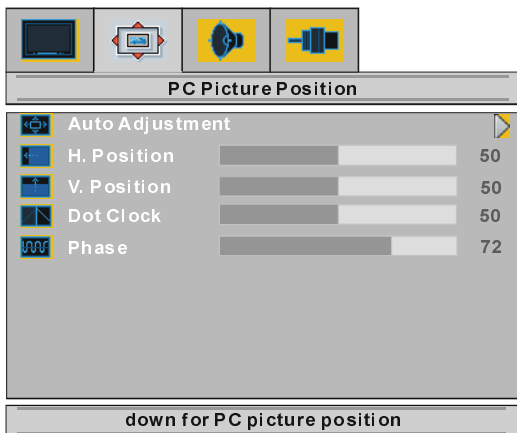 PC Picture Position
Auto Adjustment
H. Position 50
V. Position 50
Dot Clock 50
Phase 72
down for PC picture position